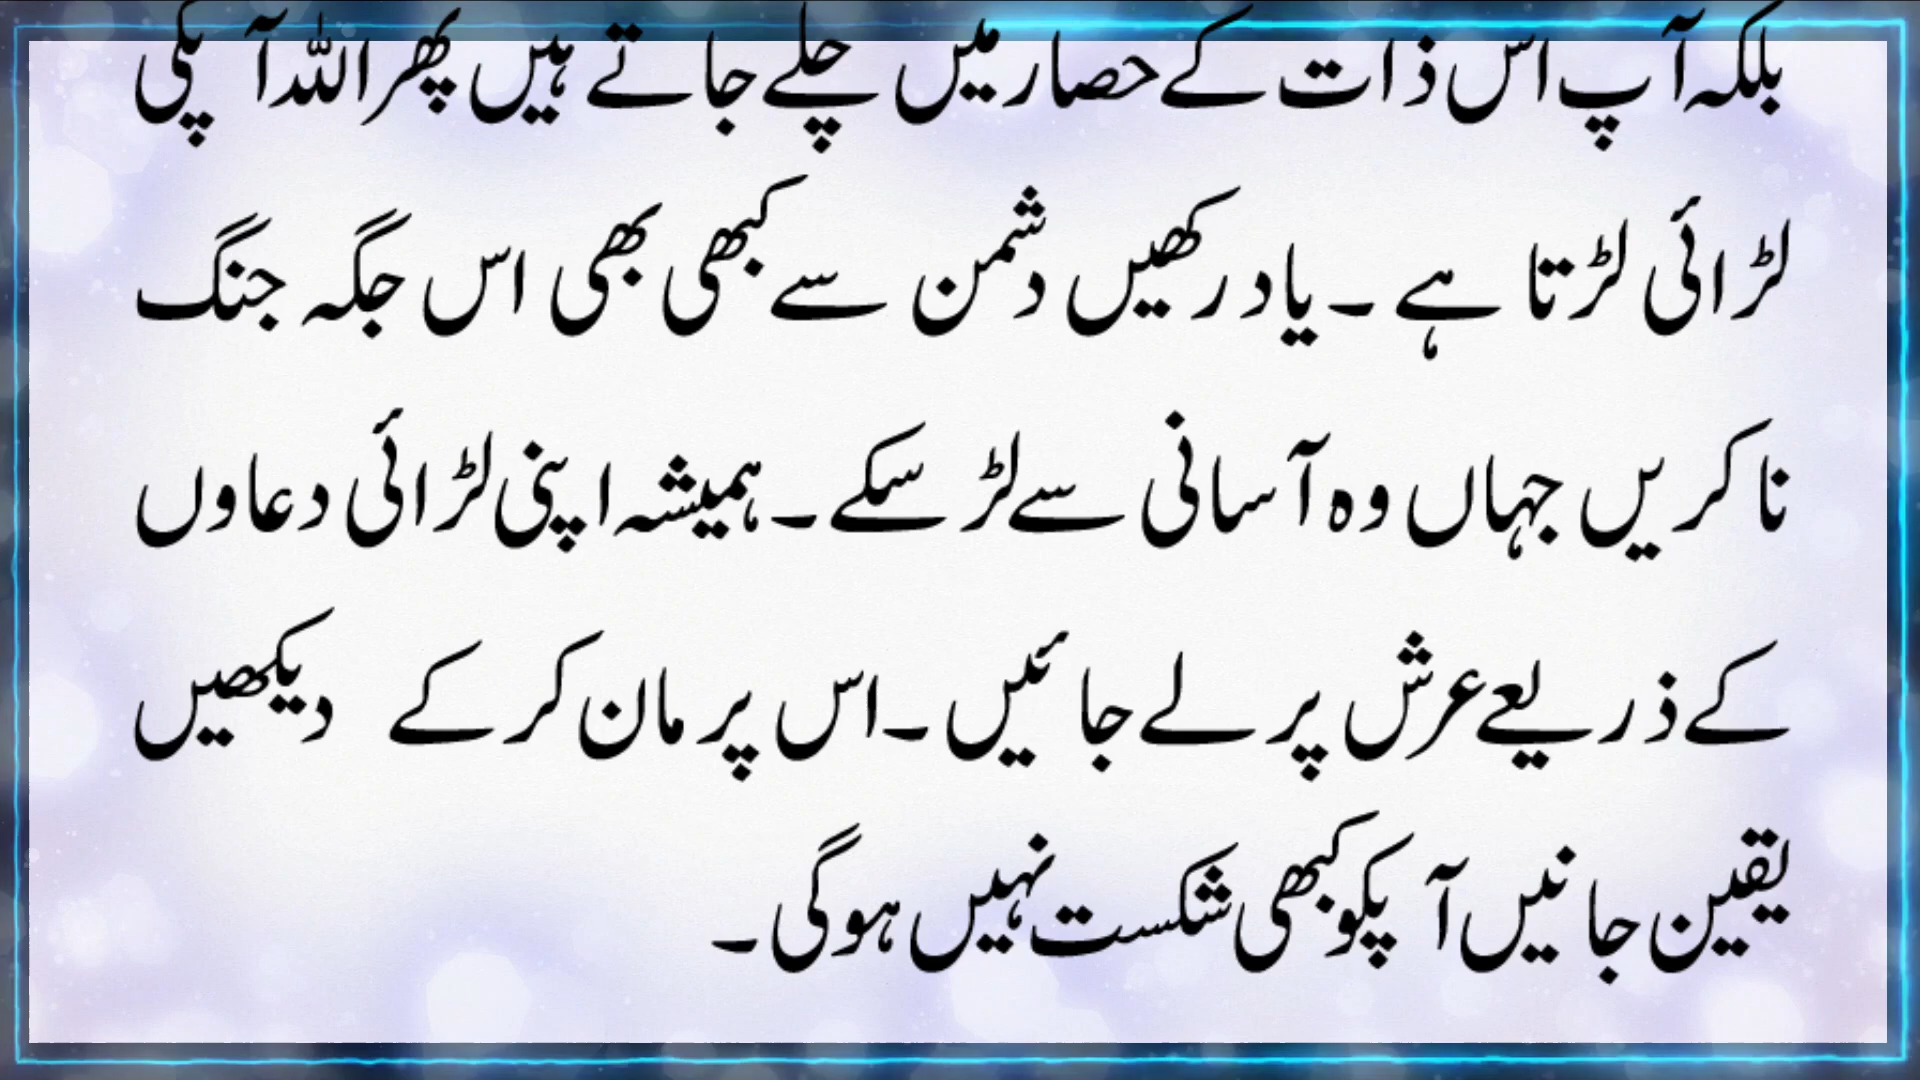 بلکہ آپ اس ذات کے حصار میں چلے جاتے ہیں پھر اللہ آپکی
لڑائی لڑتا ہے ۔ یاد رکھیں دشمن سے کبھی بھی اس جگہ جنگ
نا کریں جہاں وہ آسانی سے لڑ سکے ۔ ہمیشہ اپنی لڑائی دعاوں
کے ذریعے عرش پر لے جائیں ۔ اس پر مان کر کے دیکھیں
یقین جانیں آپکو کبھی شکست نہیں ہوگی ۔